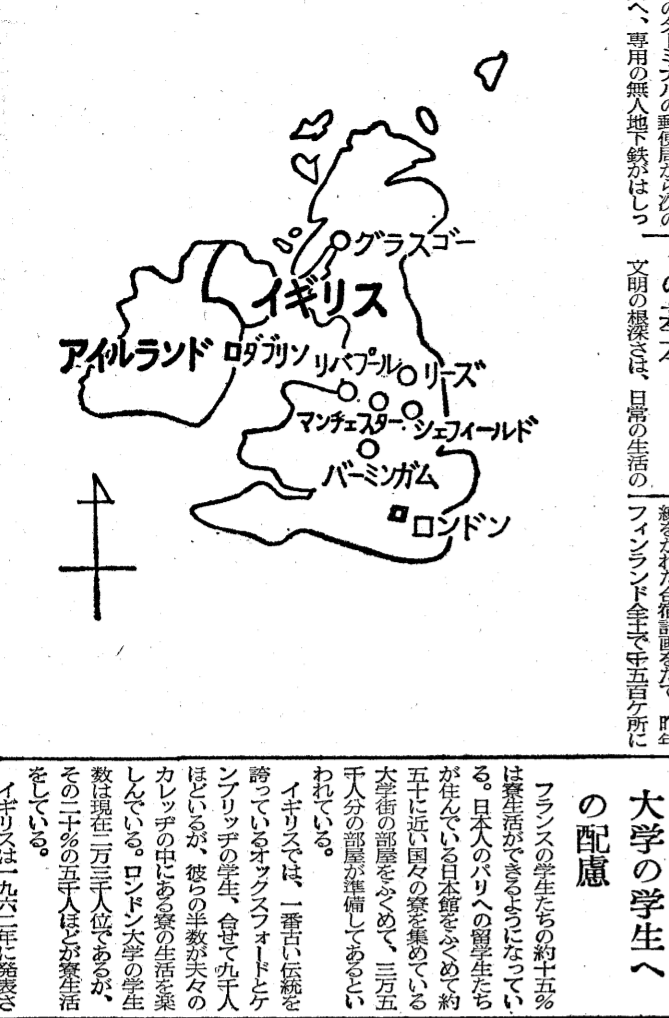 へ、専用の無人地下鉄がはしっ
文明の根深さは、日常の生活の
フィンランド全土で千五百ケ所に
グラスゴー
イギリス
アイルランド
ダブリン
リバプール
リーズ
マンチェスター
シェフィールド
バーミンガム
ロンドン
大学の学生へ
の配慮
フランスの学生たちの約十五%
は寮生活ができるようになってい
る。日本人のパリへの留学生たち
が住んでいる日本館をふくめて約
五十に近い国々の寮を集めている
大学街の部屋をふくめて、三万五
千人分の部屋が準備してあるとい
われている。
イギリスでは、一番古い伝統を
誇っているオックスフォードとケ
ンブリッヂの学生、合せて九千人
ほどいるが、彼らの半数が夫々の
カレッヂの中にある寮の生活を楽
しんでいる。ロンドン大学の学生
数は現在二万三千人位であるが、
その二十%の五千人ほどが寮生活
をしている。
イギリスは一九六二年に発表さ